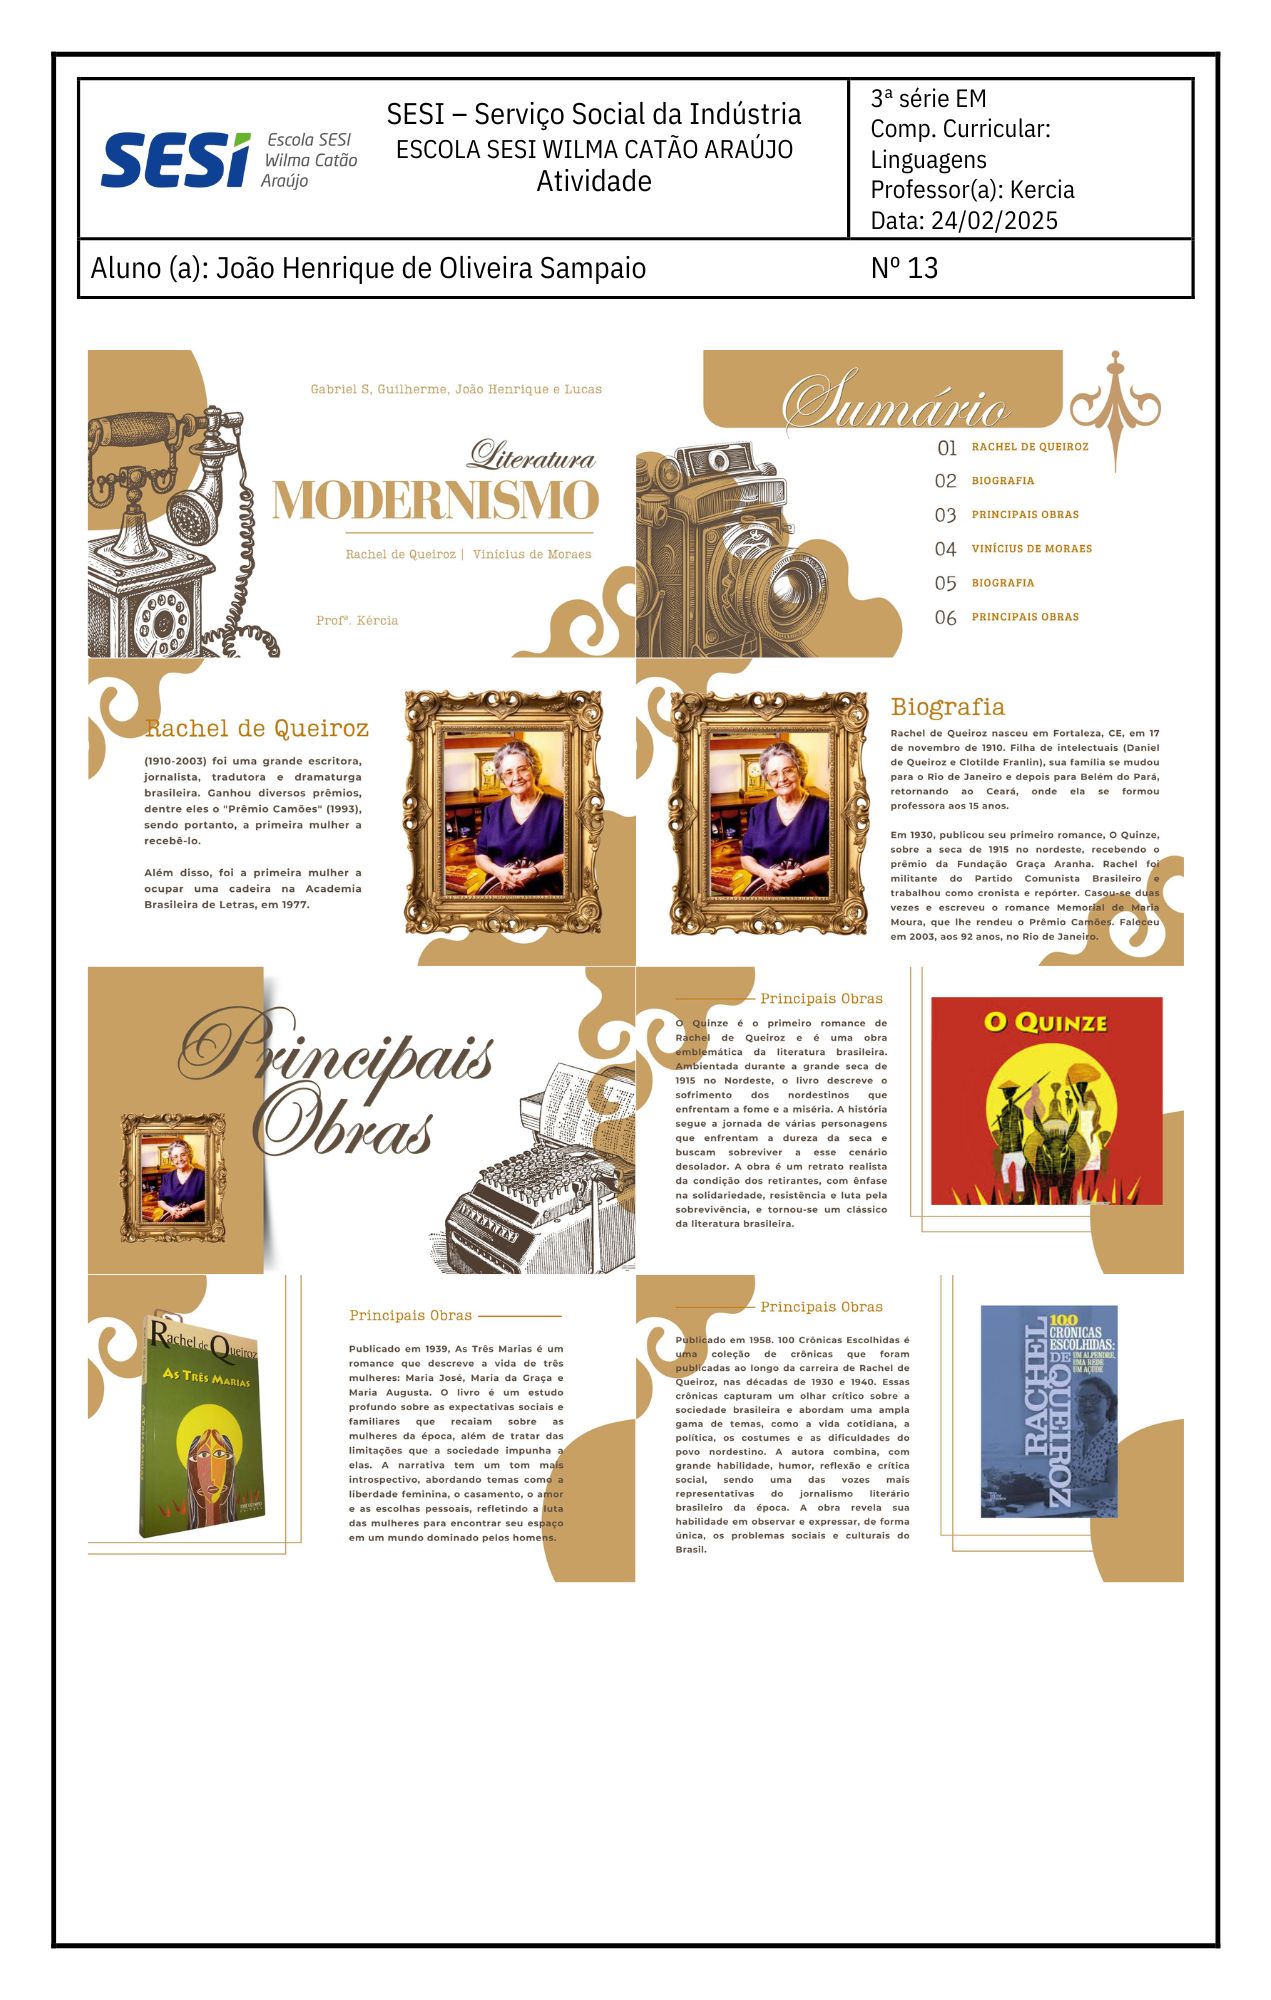 SESI
Escola SESI
Wilma Catão
Araújo
SESI – Serviço Social da Indústria
ESCOLA SESI WILMA CATÃO ARAÚJO
Atividade
3ª série EM
Comp. Curricular:
Linguagens
Professor(a): Kercia
Data: 24/02/2025
Aluno (a): João Henrique de Oliveira Sampaio
Nº 13
Gabriel S, Guilherme, João Henrique e Lucas
Literatura
MODERNISMO
Rachel de Queiroz | Vinícius de Moraes
Profª. Kércia
Sumário
01 RACHEL DE QUEIROZ
02 BIOGRAFIA
03 PRINCIPAIS OBRAS
04 VINÍCIUS DE MORAES
05 BIOGRAFIA
06 PRINCIPAIS OBRAS
Rachel de Queiroz
(1910-2003) foi uma grande escritora,
jornalista, tradutora e dramaturga
brasileira. Ganhou diversos prêmios,
dentre eles o "Prêmio Camões" (1993),
sendo portanto, a primeira mulher a
recebê-lo.
Além disso, foi a primeira mulher a
ocupar uma cadeira na Academia
Brasileira de Letras, em 1977.
Biografia
Rachel de Queiroz nasceu em Fortaleza, CE, em 17
de novembro de 1910. Filha de intelectuais (Daniel
de Queiroz e Clotilde Franlin), sua família se mudou
para o Rio de Janeiro e depois para Belém do Pará,
retornando ao Ceará, onde ela se formou
professora aos 15 anos.
Em 1930, publicou seu primeiro romance, O Quinze,
sobre a seca de 1915 no nordeste, recebendo o
prêmio da Fundação Graça Aranha. Rachel foi
militante do Partido Comunista Brasileiro e
trabalhou como cronista e repórter. Casou-se duas
vezes e escreveu o romance Memorial de Maria
Moura, que lhe rendeu o Prêmio Camões. Faleceu
em 2003, aos 92 anos, no Rio de Janeiro.
Principais
Obras
Principais Obras
O Quinze é o primeiro romance de
Rachel de Queiroz e é uma obra
emblemática da literatura brasileira.
Ambientada durante a grande seca de
1915 no Nordeste, o livro descreve o
sofrimento dos nordestinos que
enfrentam a fome e a miséria. A história
segue a jornada de várias personagens
que enfrentam a dureza da seca e
buscam sobreviver a esse cenário
desolador. A obra é um retrato realista
da condição dos retirantes, com ênfase
na solidariedade, resistência e luta pela
sobrevivência, e tornou-se um clássico
da literatura brasileira.
O QUINZE
Rachel de Queiroz
AS TRÊS MARIAS
Principais Obras
Publicado em 1939, As Três Marias é um
romance que descreve a vida de três
mulheres: Maria José, Maria da Graça e
Maria Augusta. O livro é um estudo
profundo sobre as expectativas sociais e
familiares que recaiam sobre as
mulheres da época, além de tratar das
limitações que a sociedade impunha a
elas. A narrativa tem um tom mais
introspectivo, abordando temas como a
liberdade feminina, o casamento, o amor
e as escolhas pessoais, refletindo a luta
das mulheres para encontrar seu espaço
em um mundo dominado pelos homens.
Principais Obras
Publicado em 1958. 100 Crônicas Escolhidas é
uma coleção de crônicas que foram
publicadas ao longo da carreira de Rachel de
Queiroz, nas décadas de 1930 e 1940. Essas
crônicas capturam um olhar crítico sobre a
sociedade brasileira e abordam uma ampla
gama de temas, como a vida cotidiana, a
política, os costumes e as dificuldades do
povo nordestino. A autora combina, com
grande habilidade, humor, reflexão e crítica
social, sendo uma das vozes mais
representativas do jornalismo literário
brasileiro da época. A obra revela sua
habilidade em observar e expressar, de forma
única, os problemas sociais e culturais do
Brasil.
RACHEL
DE
QUEIROZ
100
CRÔNICAS
ESCOLHIDAS:
UM ALPENDRE,
UMA REDE,
UM AÇUDE